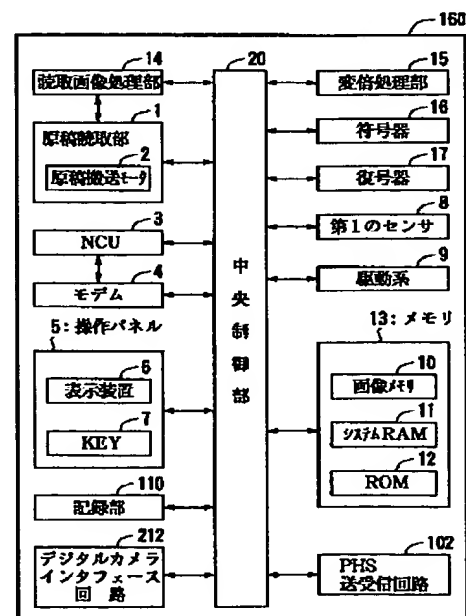 160
14
読取画像処理部
1
原稿読取部
2
原稿搬送モータ
3
NCU
4
モデム
5:操作パネル
6
表示装置
7
KEY
110
記録部
212
デジタルカメラ
インタフェース
回路
20
中央制御部
15
変倍処理部
16
符号器
17
復号器
8
第1のセンサ
9
駆動系
13:メモリ
10
画像メモリ
11
システムRAM
12
ROM
102
PHS
送受信回路